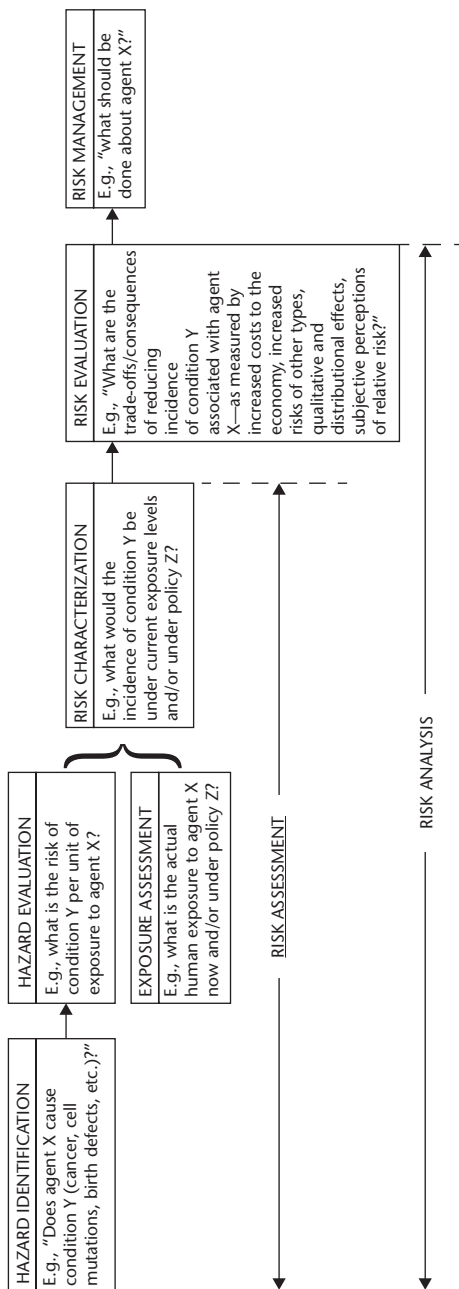 HAZARD IDENTIFICATION
E.g., “Does agent X cause
condition Y (cancer, cell
mutations, birth defects, etc.)?”
HAZARD EVALUATION
E.g., what is the risk of
condition Y per unit of
exposure to agent X?
EXPOSURE ASSESSMENT
E.g., what is the actual
human exposure to agent X
now and/or under policy Z?
RISK CHARACTERIZATION
E.g., what would the
incidence of condition Y be
under current exposure levels
and/or under policy Z?
RISK EVALUATION
E.g., “What are the
trade-offs/consequences
of reducing
incidence
of condition Y
associated with agent
X—as measured by
increased costs to the
economy, increased
risks of other types,
qualitative and
distributional effects,
subjective perceptions
of relative risk?”
RISK MANAGEMENT
E.g., “what should be
done about agent X?”
RISK ASSESSMENT
RISK ANALYSIS